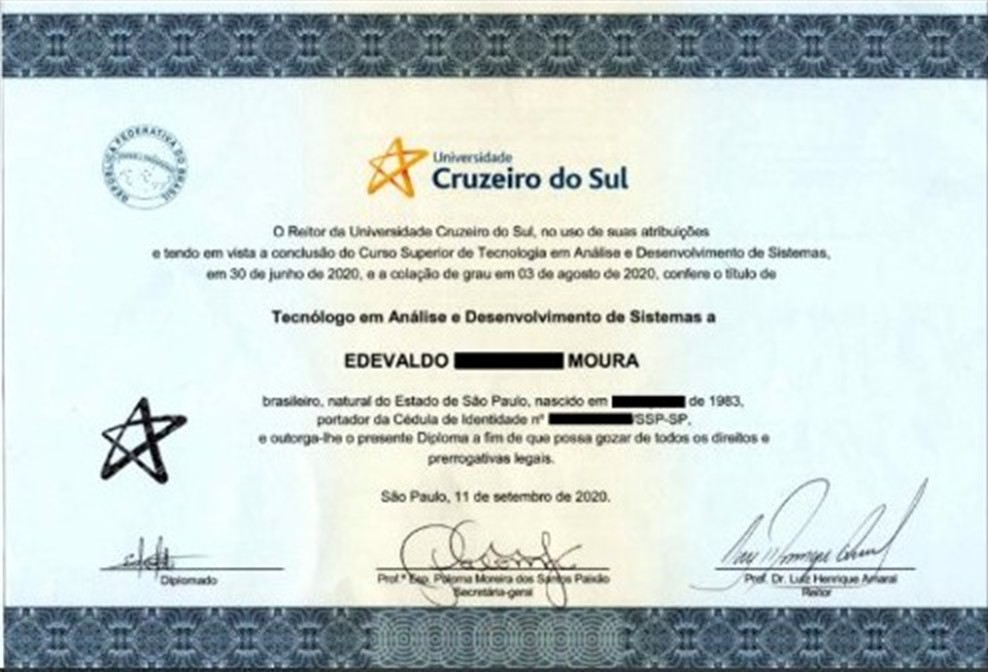 REPÚBLICA FEDERATIVA DO BRASIL
Universidade
Cruzeiro do Sul
O Reitor da Universidade Cruzeiro do Sul, no uso de suas atribuições
e tendo em vista a conclusão do Curso Superior de Tecnologia em Análise e Desenvolvimento de Sistemas,
em 30 de junho de 2020, e a colação de grau em 03 de agosto de 2020, confere o título de
Tecnólogo em Análise e Desenvolvimento de Sistemas a
EDEVALDO MOURA
brasileiro, natural do Estado de São Paulo, nascido em de 1983,
portador da Cédula de Identidade nº /SSP-SP,
e outorga-lhe o presente Diploma a fim de que possa gozar de todos os direitos e
prerrogativas legais.
São Paulo, 11 de setembro de 2020.
Diplomado
Prof.ª Esp. Paloma Moreira dos Santos Paixão
Secretária-geral
Prof. Dr. Luiz Henrique Amaral
Reitor